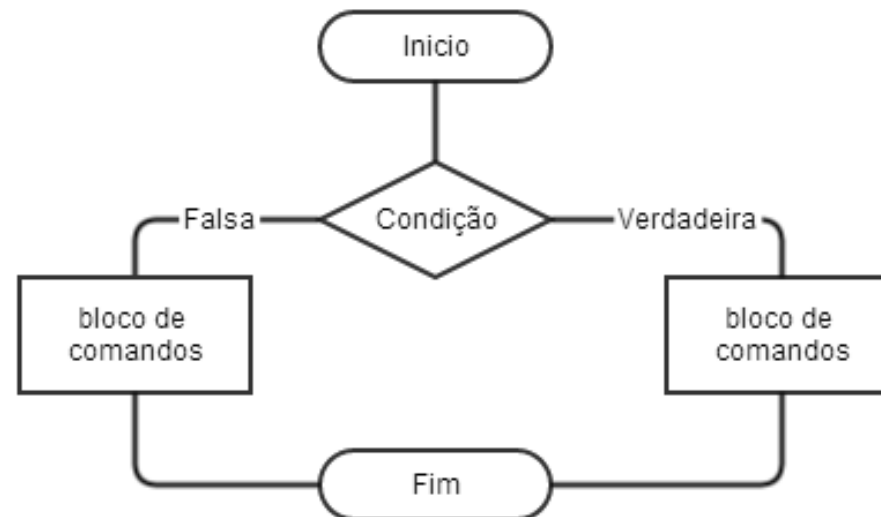 Inicio
Falsa
Condição
Verdadeira
bloco de
comandos
bloco de
comandos
Fim